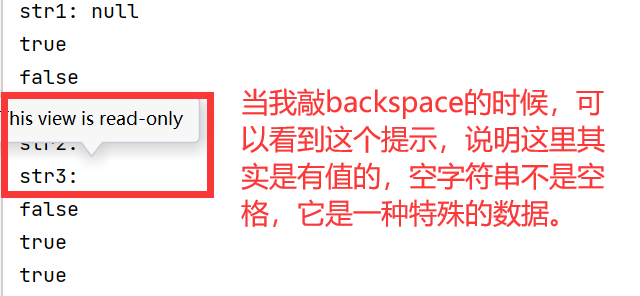 str1: null
true
false
This view is read-only
str2:
str3:
false
true
true
当我敲backspace的时候，可
以看到这个提示，说明这里其
实是有值的，空字符串不是空
格，它是一种特殊的数据。